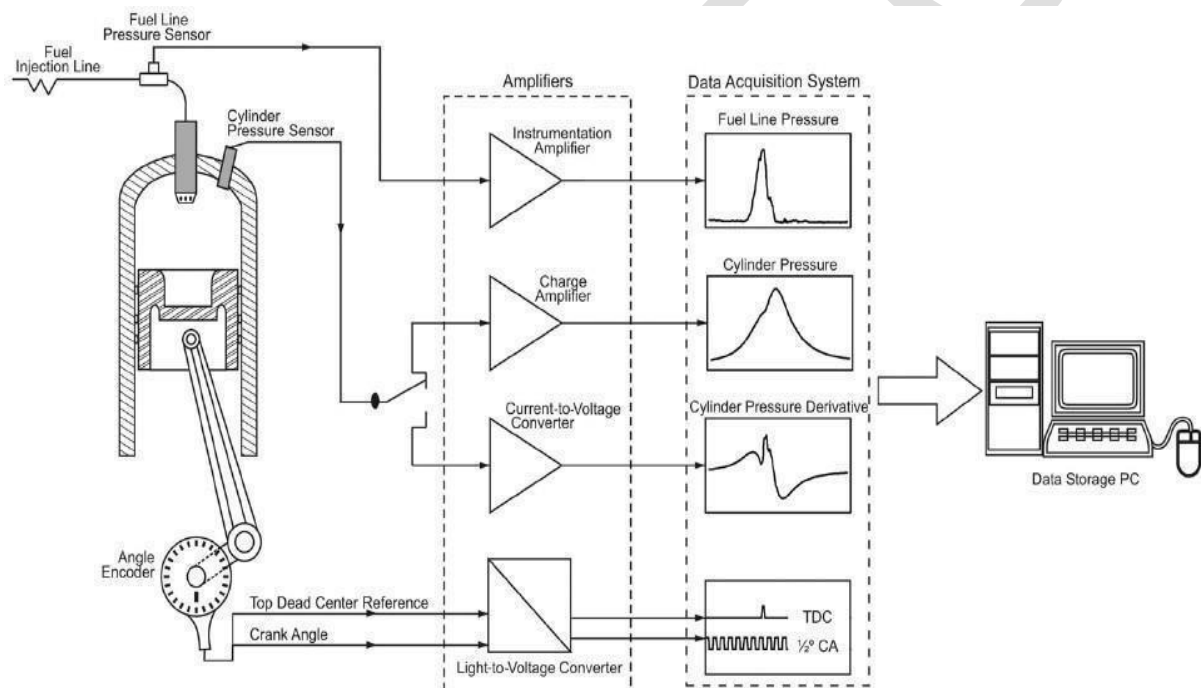 Fuel Line
Pressure Sensor
Fuel
Injection Line
Cylinder
Pressure Sensor
Amplifiers
Data Acquisition System
Instrumentation
Amplifier
Fuel Line Pressure
Charge
Amplifier
Cylinder Pressure
Current-to-Voltage
Converter
Cylinder Pressure Derivative
Data Storage PC
Angle
Encoder
Top Dead Center Reference
Crank Angle
Light-to-Voltage Converter
TDC
½° CA